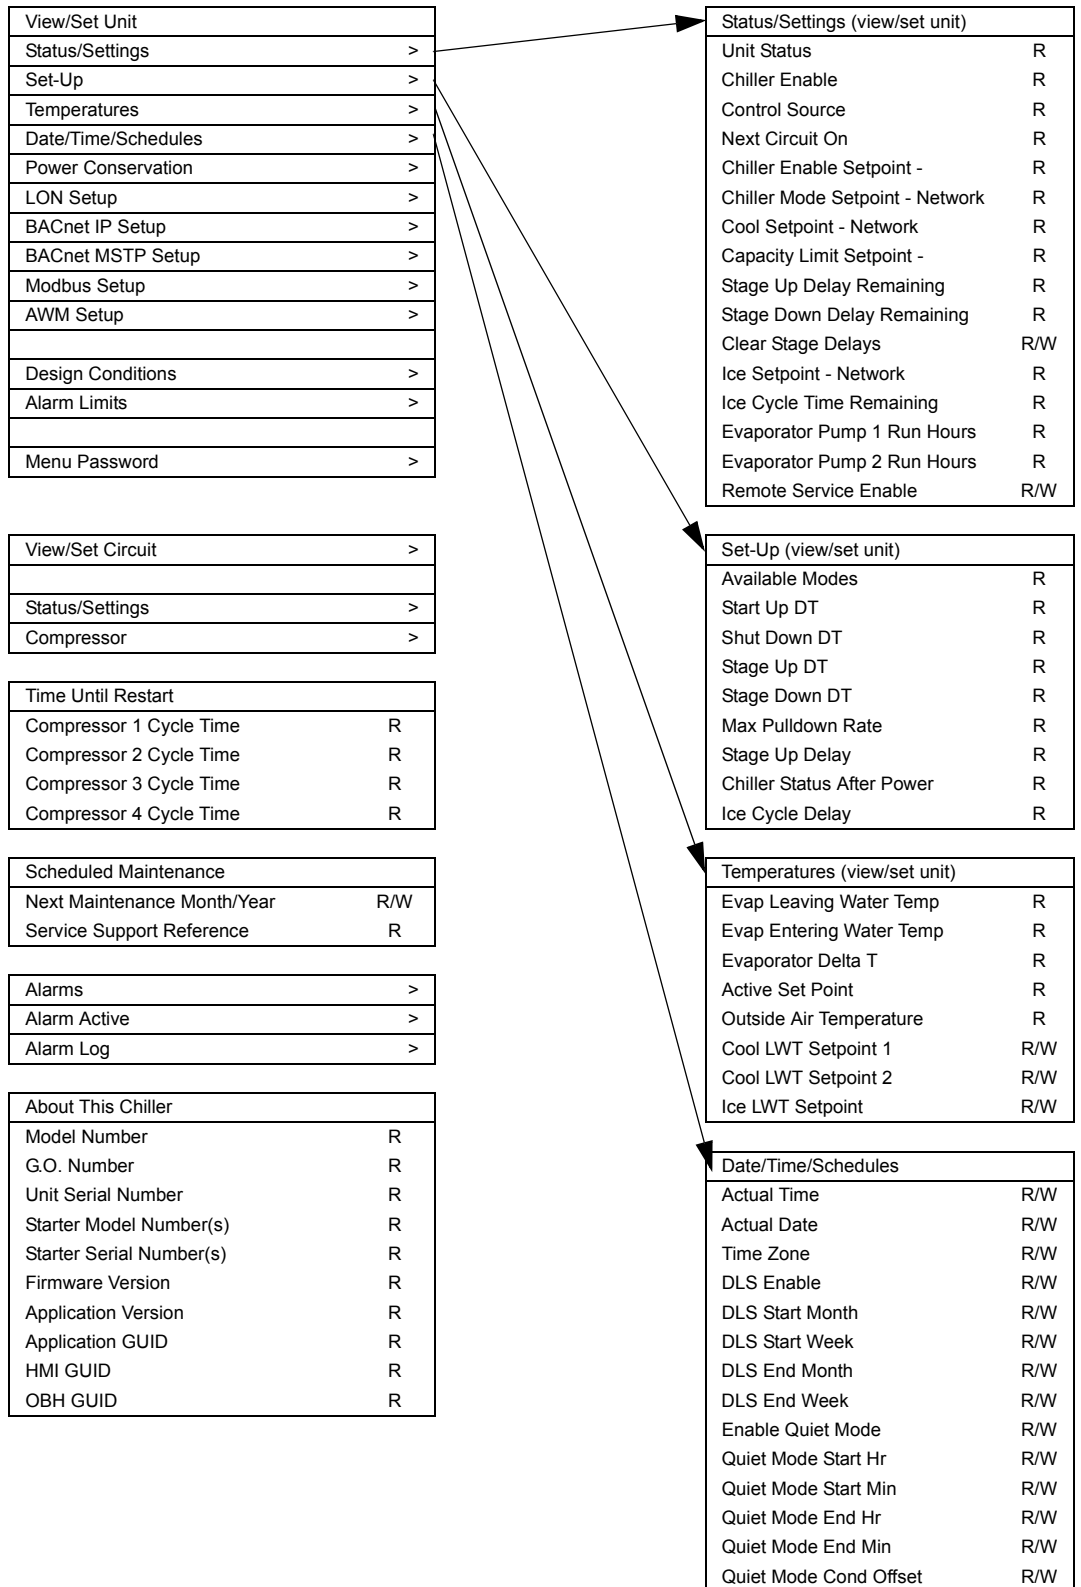 View/Set Unit
Status/Settings >
Set-Up >
Temperatures >
Date/Time/Schedules >
Power Conservation >
LON Setup >
BACnet IP Setup >
BACnet MSTP Setup >
Modbus Setup >
AWM Setup >
Design Conditions >
Alarm Limits >
Menu Password >
View/Set Circuit >
Status/Settings >
Compressor >
Time Until Restart
Compressor 1 Cycle Time R
Compressor 2 Cycle Time R
Compressor 3 Cycle Time R
Compressor 4 Cycle Time R
Scheduled Maintenance
Next Maintenance Month/Year R/W
Service Support Reference R
Alarms >
Alarm Active >
Alarm Log >
About This Chiller
Model Number R
G.O. Number R
Unit Serial Number R
Starter Model Number(s) R
Starter Serial Number(s) R
Firmware Version R
Application Version R
Application GUID R
HMI GUID R
OBH GUID R
Status/Settings (view/set unit)
Unit Status R
Chiller Enable R
Control Source R
Next Circuit On R
Chiller Enable Setpoint - R
Chiller Mode Setpoint - Network R
Cool Setpoint - Network R
Capacity Limit Setpoint - R
Stage Up Delay Remaining R
Stage Down Delay Remaining R
Clear Stage Delays R/W
Ice Setpoint - Network R
Ice Cycle Time Remaining R
Evaporator Pump 1 Run Hours R
Evaporator Pump 2 Run Hours R
Remote Service Enable R/W
Set-Up (view/set unit)
Available Modes R
Start Up DT R
Shut Down DT R
Stage Up DT R
Stage Down DT R
Max Pulldown Rate R
Stage Up Delay R
Chiller Status After Power R
Ice Cycle Delay R
Temperatures (view/set unit)
Evap Leaving Water Temp R
Evap Entering Water Temp R
Evaporator Delta T R
Active Set Point R
Outside Air Temperature R
Cool LWT Setpoint 1 R/W
Cool LWT Setpoint 2 R/W
Ice LWT Setpoint R/W
Date/Time/Schedules
Actual Time R/W
Actual Date R/W
Time Zone R/W
DLS Enable R/W
DLS Start Month R/W
DLS Start Week R/W
DLS End Month R/W
DLS End Week R/W
Enable Quiet Mode R/W
Quiet Mode Start Hr R/W
Quiet Mode Start Min R/W
Quiet Mode End Hr R/W
Quiet Mode End Min R/W
Quiet Mode Cond Offset R/W